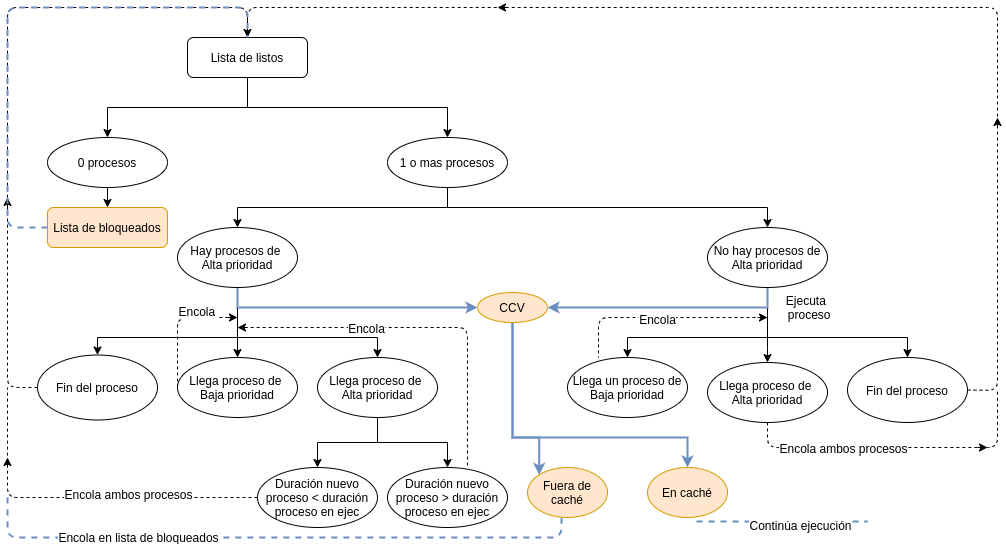 Lista de listos
0 procesos
1 o mas procesos
Lista de bloqueados
Hay procesos de
Alta prioridad
No hay procesos de
Alta prioridad
CCV
Ejecuta
proceso
Encola
Encola
Encola
Fin del proceso
Llega proceso de
Baja prioridad
Llega proceso de
Alta prioridad
Llega un proceso de
Baja prioridad
Llega proceso de
Alta prioridad
Fin del proceso
Encola ambos procesos
Duración nuevo
proceso < duración
proceso en ejec
Duración nuevo
proceso > duración
proceso en ejec
Fuera de
caché
En caché
Encola ambos procesos
Continúa ejecución
Encola en lista de bloqueados